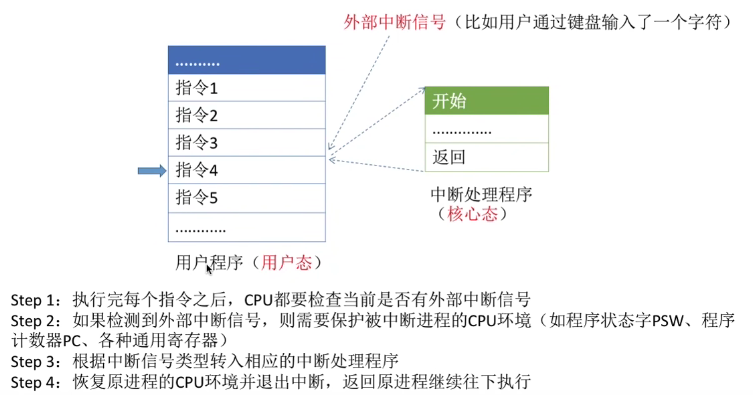 外部中断信号（比如用户通过键盘输入了一个字符）
..........
指令1
指令2
指令3
指令4
指令5
............
用户程序（用户态）
开始
..............
返回
中断处理程序
（核心态）
Step 1：执行完每个指令之后，CPU都要检查当前是否有外部中断信号
Step 2：如果检测到外部中断信号，则需要保护被中断进程的CPU环境（如程序状态字PSW、程序
计数器PC、各种通用寄存器）
Step 3：根据中断信号类型转入相应的中断处理程序
Step 4：恢复原进程的CPU环境并退出中断，返回原进程继续往下执行